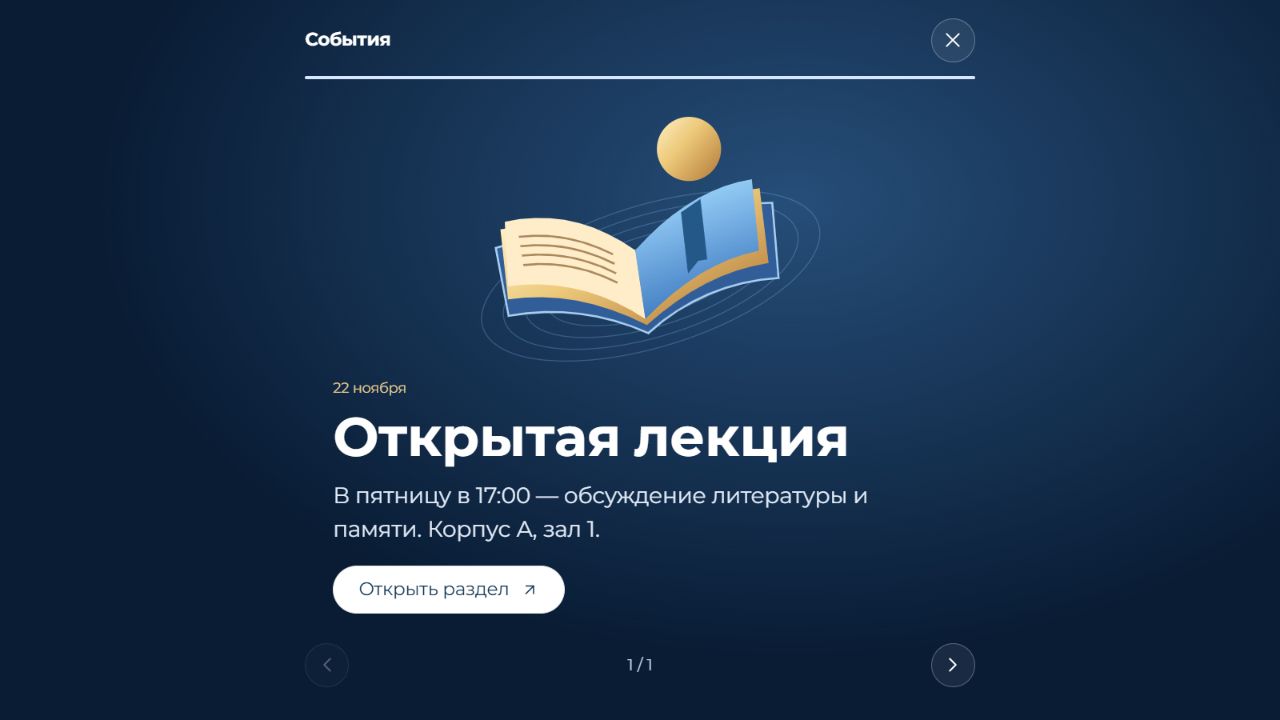 События
22 ноября
Открытая лекция
В пятницу в 17:00 — обсуждение литературы и
памяти. Корпус А, зал 1.
Открыть раздел
1 / 1